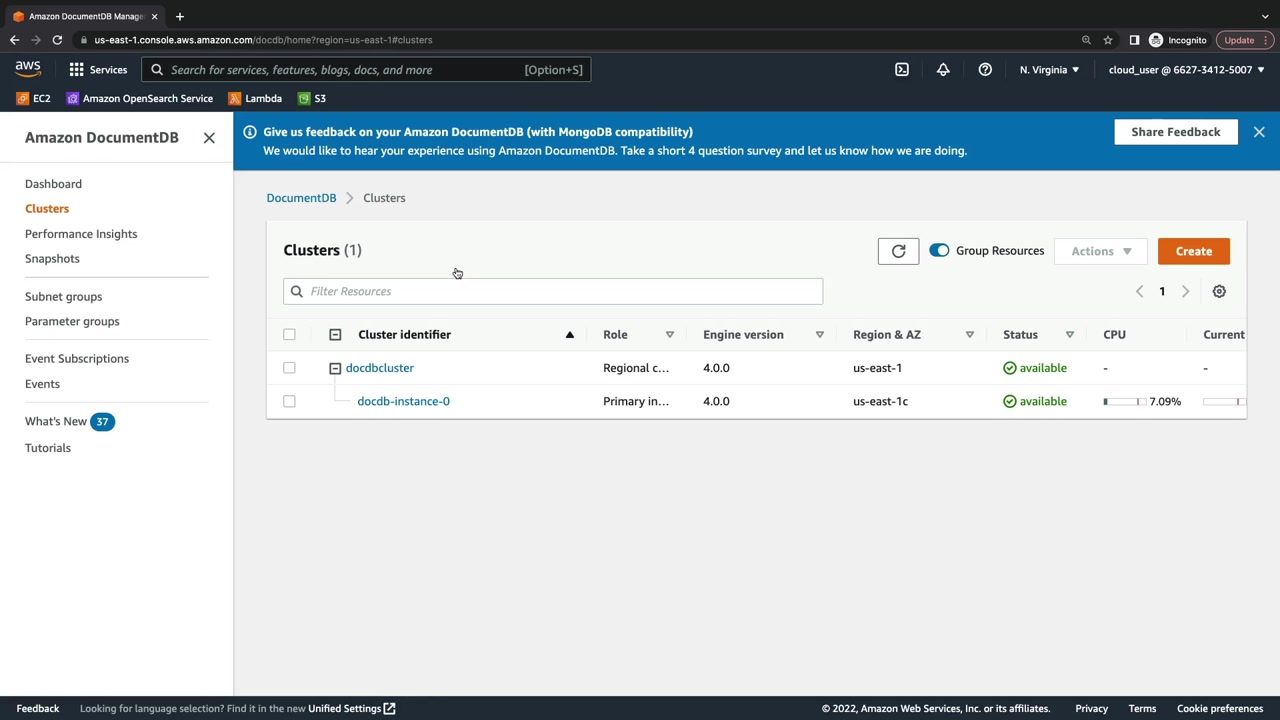 Amazon DocumentDB Manage
us-east-1.console.aws.amazon.com/docdb/home?region=us-east-1#clusters
Incognito
Update
aws
Services
Search for services, features, blogs, docs, and more
[Option+S]
N. Virginia
cloud_user @ 6627-3412-5007
EC2
Amazon OpenSearch Service
Lambda
S3
Amazon DocumentDB
Dashboard
Clusters
Performance Insights
Snapshots
Subnet groups
Parameter groups
Event Subscriptions
Events
What's New 37
Tutorials
Give us feedback on your Amazon DocumentDB (with MongoDB compatibility)
We would like to hear your experience using Amazon DocumentDB. Take a short 4 question survey and let us know how we are doing.
Share Feedback
DocumentDB > Clusters
Clusters (1)
Group Resources
Actions
Create
Filter Resources
1
Cluster identifier Role Engine version Region & AZ Status CPU Current
docdbcluster Regional c... 4.0.0 us-east-1 available - -
docdb-instance-0 Primary in... 4.0.0 us-east-1c available 7.09%
Feedback
Looking for language selection? Find it in the new Unified Settings
© 2022, Amazon Web Services, Inc. or its affiliates.
Privacy
Terms
Cookie preferences